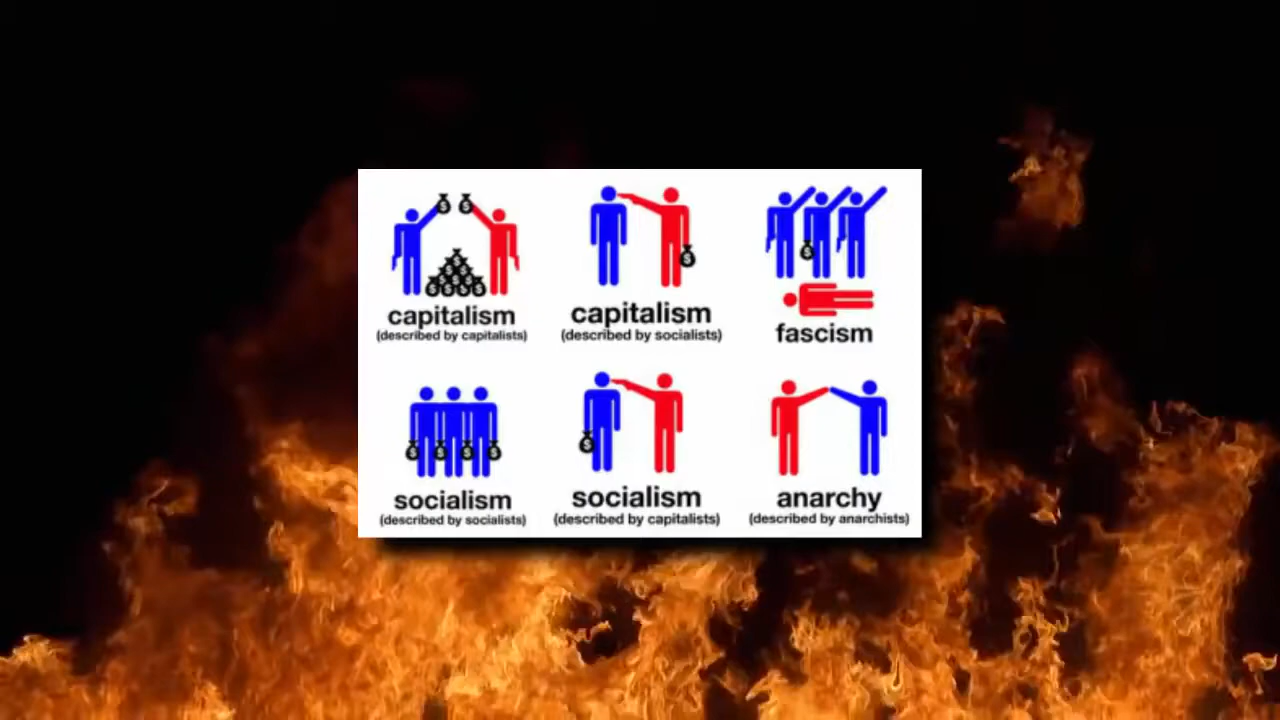 capitalism
(described by capitalists)
capitalism
(described by socialists)
fascism
socialism
(described by socialists)
socialism
(described by capitalists)
anarchy
(described by anarchists)